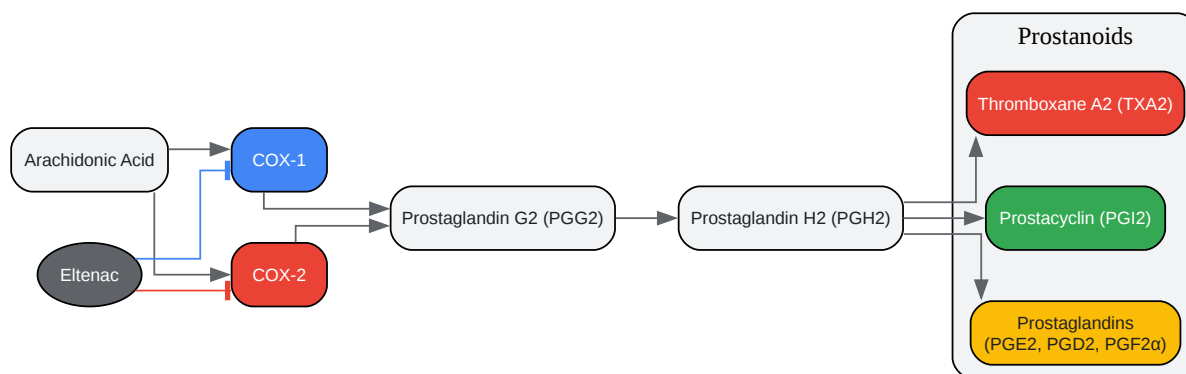 Prostanoids
Thromboxane A2 (TXA2)
Arachidonic Acid
COX-1
Prostaglandin G2 (PGG2)
Prostaglandin H2 (PGH2)
Prostacyclin (PGI2)
Eltenac
COX-2
Prostaglandins
(PGE2, PGD2, PGF2α)